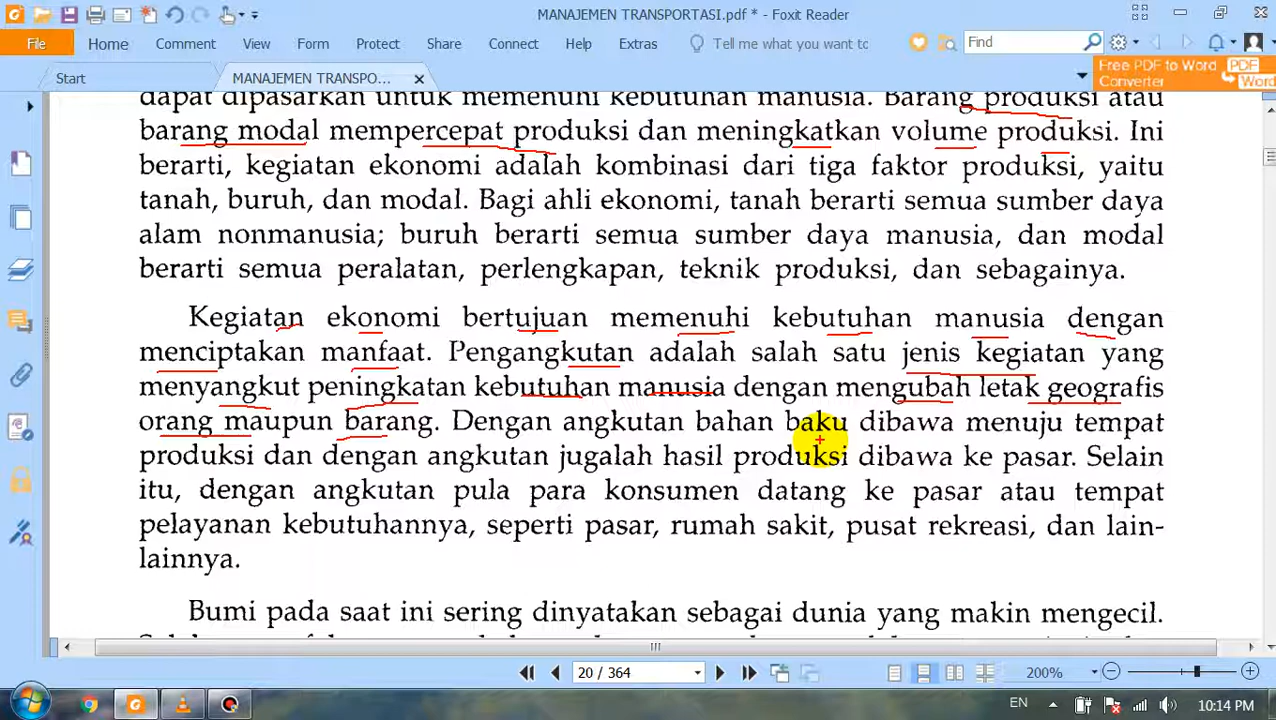 MANAJEMEN TRANSPORTASI.pdf * - Foxit Reader
File Home Comment View Form Protect Share Connect Help Extras Tell me what you want to Find
Start MANAJEMEN TRANSPO...
Free PDF to Word
Converter
PDF
Word
dapat dipasarkan untuk memenuhi kebutuhan manusia. Barang produksi atau
barang modal mempercepat produksi dan meningkatkan volume produksi. Ini
berarti, kegiatan ekonomi adalah kombinasi dari tiga faktor produksi, yaitu
tanah, buruh, dan modal. Bagi ahli ekonomi, tanah berarti semua sumber daya
alam nonmanusia; buruh berarti semua sumber daya manusia, dan modal
berarti semua peralatan, perlengkapan, teknik produksi, dan sebagainya.
Kegiatan ekonomi bertujuan memenuhi kebutuhan manusia dengan
menciptakan manfaat. Pengangkutan adalah salah satu jenis kegiatan yang
menyangkut peningkatan kebutuhan manusia dengan mengubah letak geografis
orang maupun barang. Dengan angkutan bahan baku dibawa menuju tempat
produksi dan dengan angkutan jugalah hasil produksi dibawa ke pasar. Selain
itu, dengan angkutan pula para konsumen datang ke pasar atau tempat
pelayanan kebutuhannya, seperti pasar, rumah sakit, pusat rekreasi, dan lain-
lainnya.
Bumi pada saat ini sering dinyatakan sebagai dunia yang makin mengecil.
20 / 364
200%
EN
10:14 PM